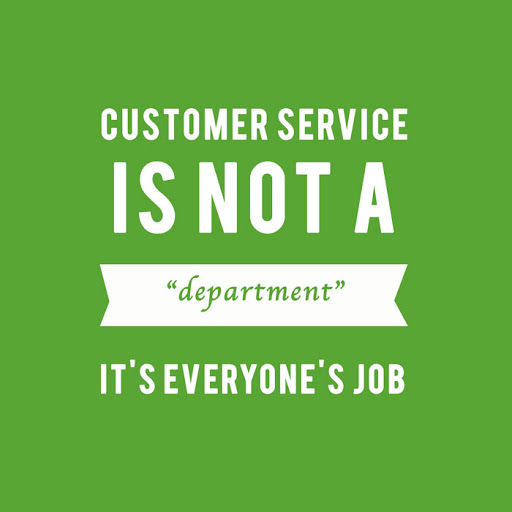 CUSTOMER SERVICE
IS NOT A
“department”
IT'S EVERYONE'S JOB